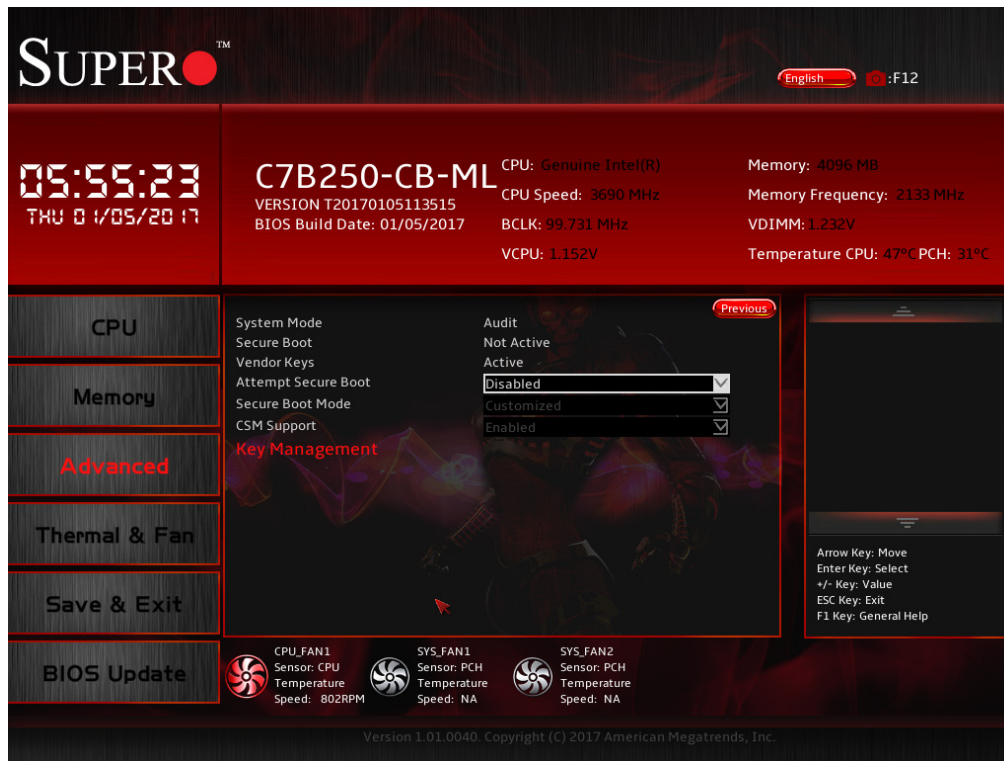 SUPER TM
English :F12
05:55:23
THU 01/05/2017
C7B250-CB-ML
VERSION T20170105113515
BIOS Build Date: 01/05/2017
CPU: Genuine Intel(R)
CPU Speed: 3690 MHz
BCLK: 99.731 MHz
VCPU: 1.152V
Memory: 4096 MB
Memory Frequency: 2133 MHz
VDIMM: 1.232V
Temperature CPU: 47°C PCH: 31°C
CPU
Memory
Advanced
Thermal & Fan
Save & Exit
BIOS Update
Previous
System Mode Audit
Secure Boot Not Active
Vendor Keys Active
Attempt Secure Boot Disabled
Secure Boot Mode Customized
CSM Support Enabled
Key Management
Arrow Key: Move
Enter Key: Select
+/- Key: Value
ESC Key: Exit
F1 Key: General Help
CPU_FAN1
Sensor: CPU
Temperature
Speed: 802RPM
SYS_FAN1
Sensor: PCH
Temperature
Speed: NA
SYS_FAN2
Sensor: PCH
Temperature
Speed: NA
Version 1.01.0040. Copyright (C) 2017 American Megatrends, Inc.